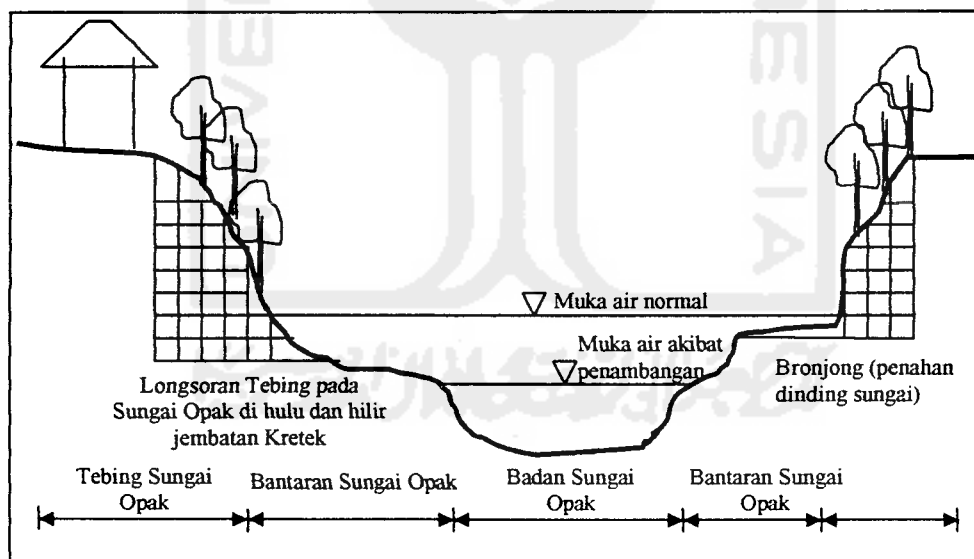 Muka air normal
Muka air akibat
penambangan
Bronjong (penahan
dinding sungai)
Longsoran Tebing pada
Sungai Opak di hulu dan hilir
jembatan Kretek
Tebing Sungai
Opak
Bantaran Sungai Opak
Badan Sungai
Opak
Bantaran Sungai
Opak
ESIA